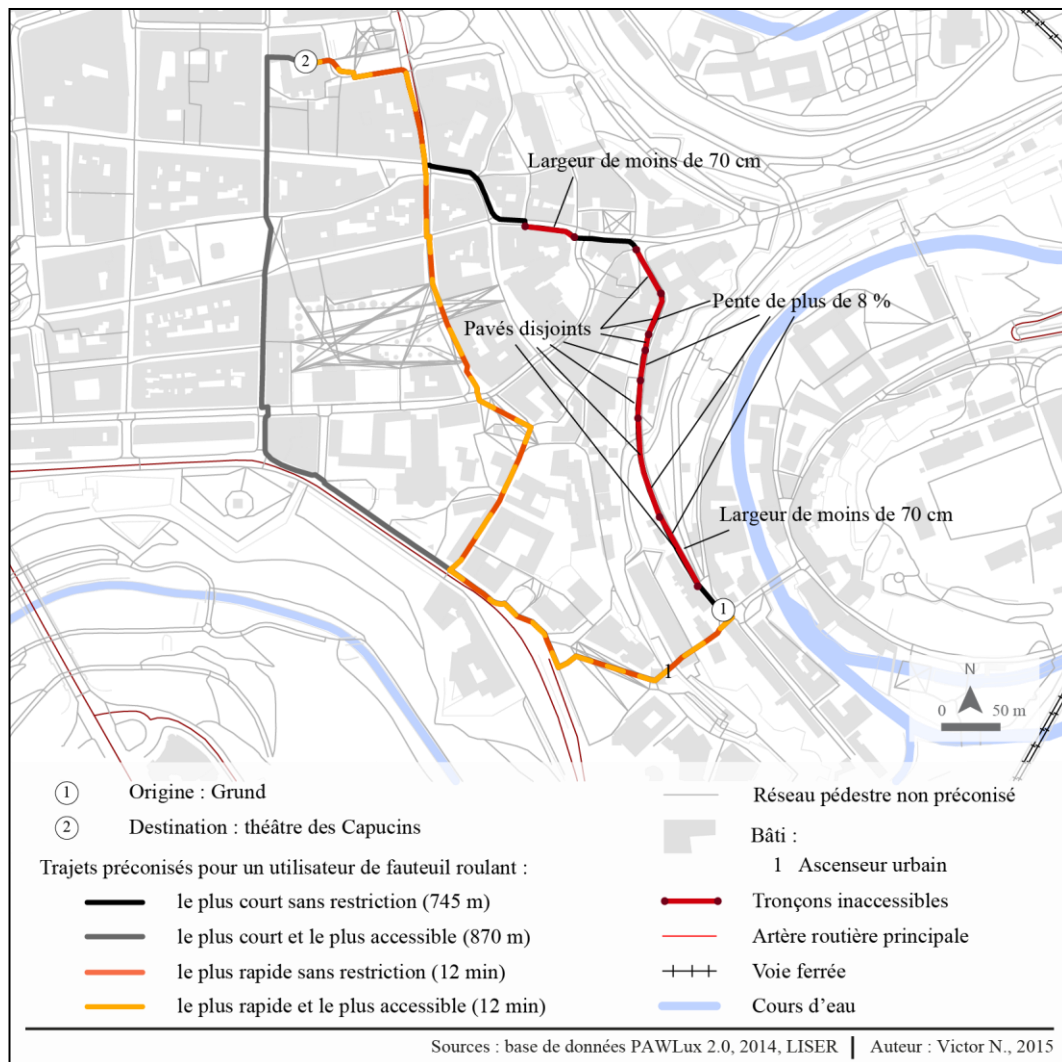 2
Largeur de moins de 70 cm
Pavés disjoints
Pente de plus de 8 %
Largeur de moins de 70 cm
1
1
N
0 50 m
1 Origine : Grund
2 Destination : théâtre des Capucins
Trajets préconisés pour un utilisateur de fauteuil roulant :
le plus court sans restriction (745 m)
le plus court et le plus accessible (870 m)
le plus rapide sans restriction (12 min)
le plus rapide et le plus accessible (12 min)
Réseau pédestre non préconisé
Bâti :
1 Ascenseur urbain
Tronçons inaccessibles
Artère routière principale
Voie ferrée
Cours d’eau
Sources : base de données PAWLux 2.0, 2014, LISER | Auteur : Victor N., 2015